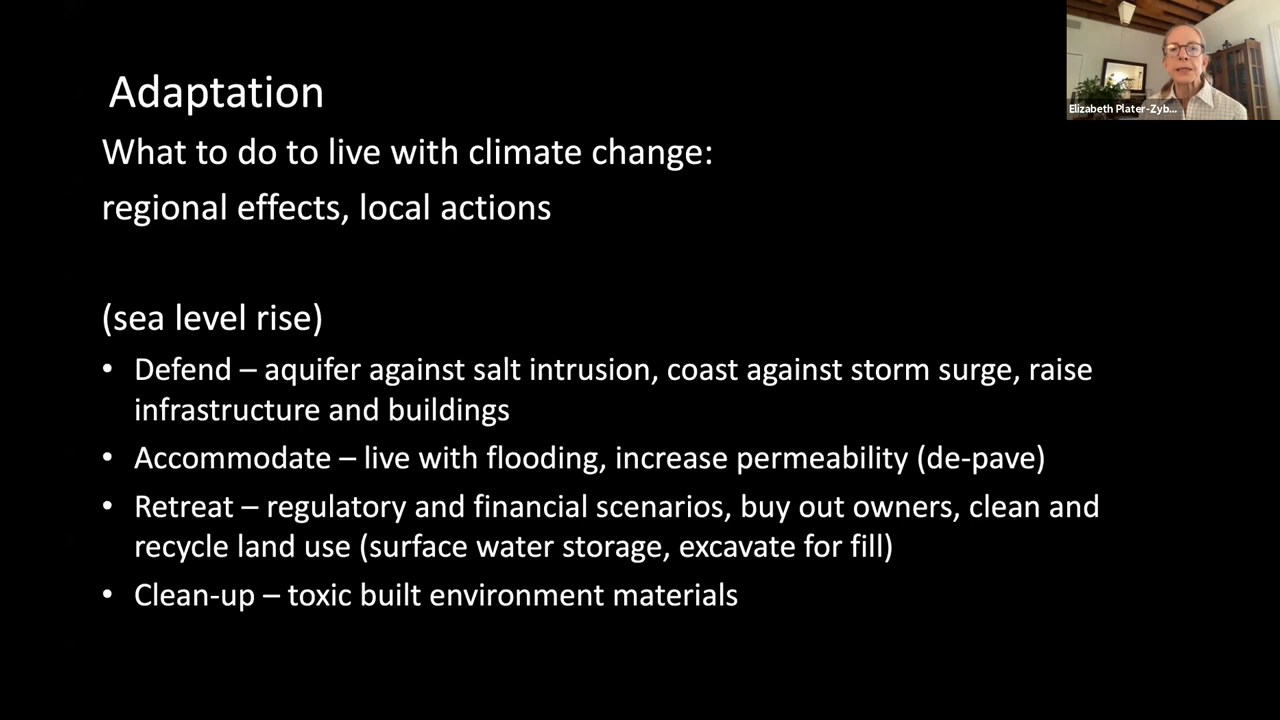 Adaptation
What to do to live with climate change:
regional effects, local actions
(sea level rise)
• Defend – aquifer against salt intrusion, coast against storm surge, raise
infrastructure and buildings
• Accommodate – live with flooding, increase permeability (de-pave)
• Retreat – regulatory and financial scenarios, buy out owners, clean and
recycle land use (surface water storage, excavate for fill)
• Clean-up – toxic built environment materials
Elizabeth Plater-Zyb...